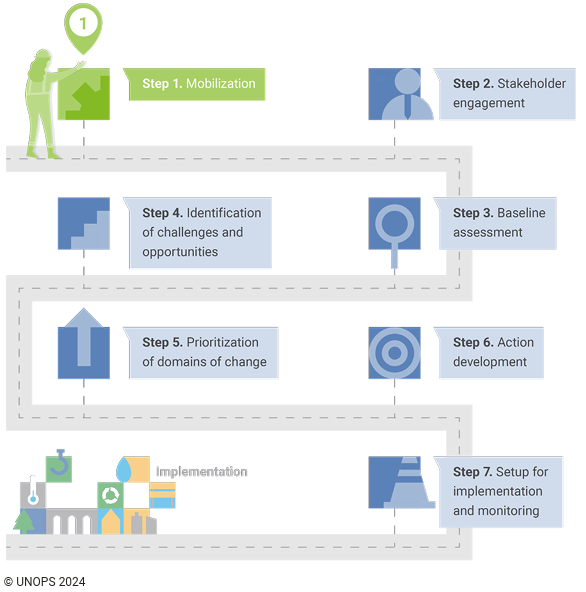 1
Step 1. Mobilization
Step 2. Stakeholder
engagement
Step 4. Identification
of challenges and
opportunities
Step 3. Baseline
assessment
Step 5. Prioritization
of domains of change
Step 6. Action
development
Implementation
Step 7. Setup for
implementation
and monitoring
© UNOPS 2024